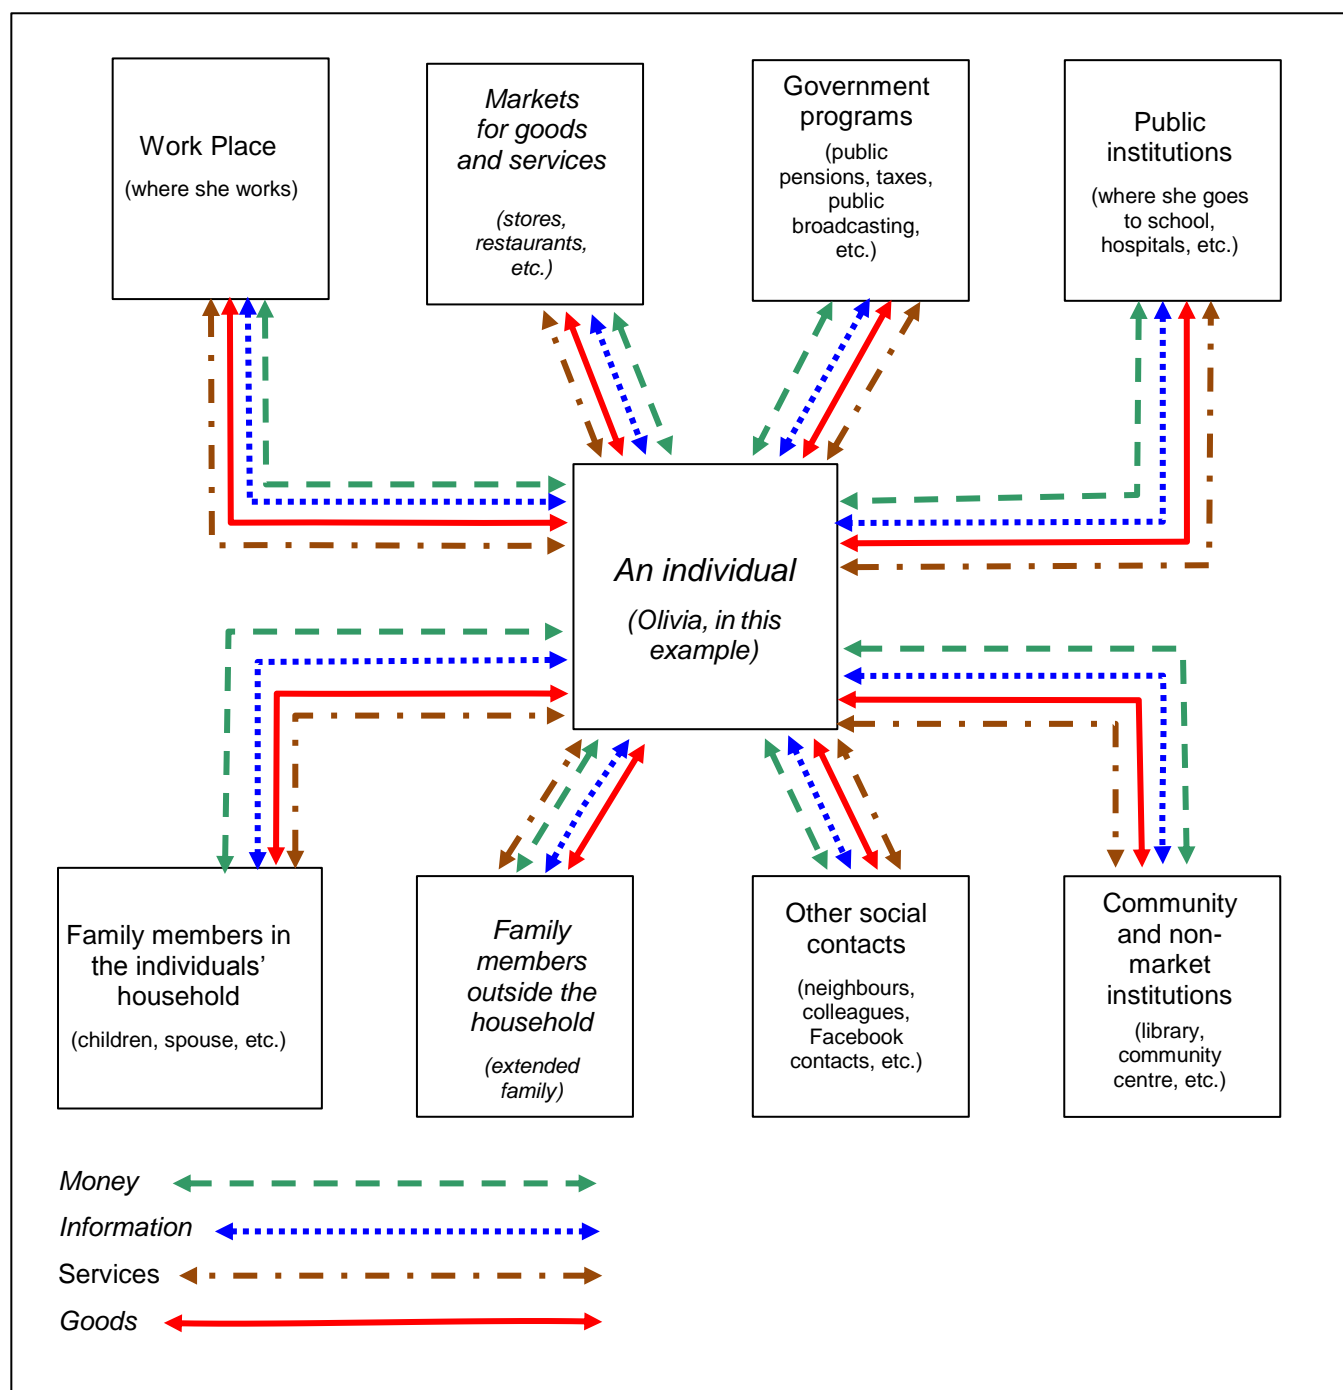 Work Place
(where she works)
Markets
for goods
and services
(stores,
restaurants,
etc.)
Government
programs
(public
pensions, taxes,
public
broadcasting,
etc.)
Public
institutions
(where she goes
to school,
hospitals, etc.)
An individual
(Olivia, in this
example)
Family members in
the individuals’
household
(children, spouse, etc.)
Family
members
outside the
household
(extended
family)
Other social
contacts
(neighbours,
colleagues,
Facebook
contacts, etc.)
Community
and non-
market
institutions
(library,
community
centre, etc.)
Money
Information
Services
Goods